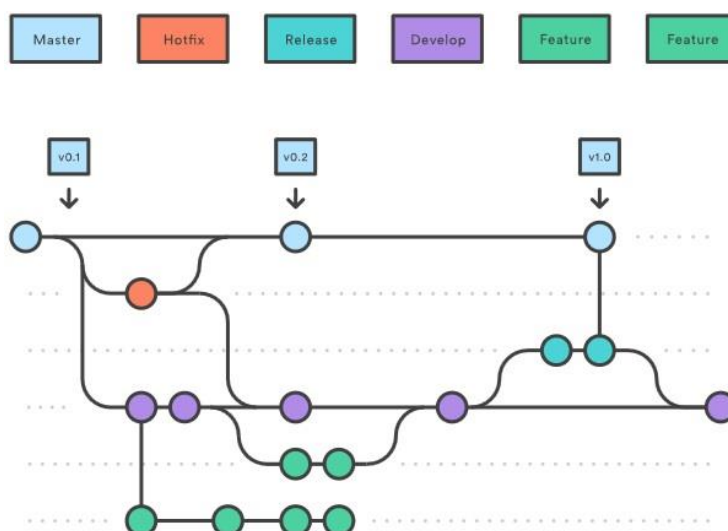 Master
Hotfix
Release
Develop
Feature
Feature
v0.1
v0.2
v1.0